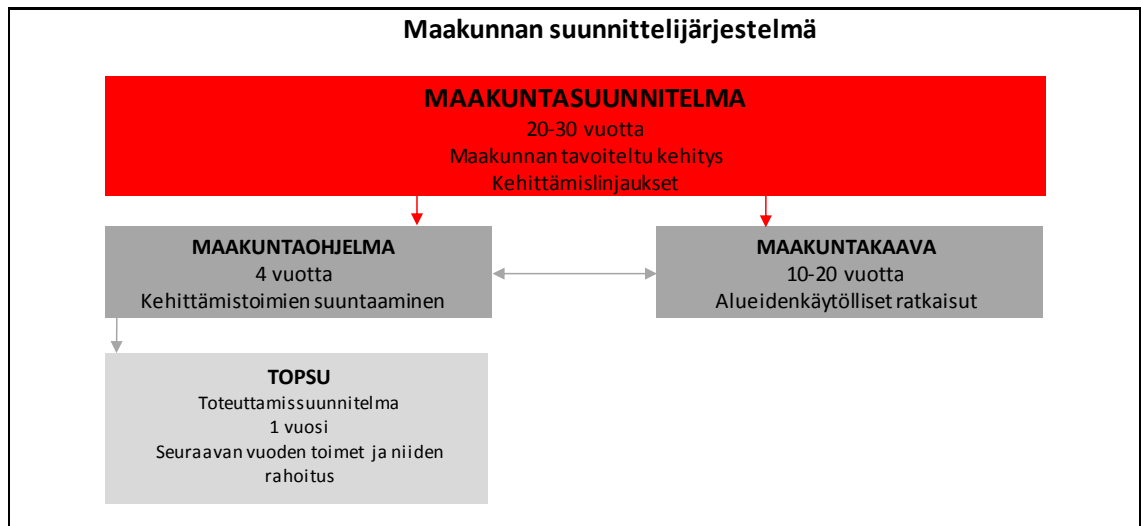 Maakunnan suunnittelijärjestelmä
MAAKUNTASUUNNITELMA
20-30 vuotta
Maakunnan tavoiteltu kehitys
Kehittämislinjaukset
MAAKUNTAOHJELMA
4 vuotta
Kehittämistoimien suuntaaminen
MAAKUNTAKAAVA
10-20 vuotta
Alueidenkäytölliset ratkaisut
TOPSU
Toteuttamissuunnitelma
1 vuosi
Seuraavan vuoden toimet ja niiden
rahoitus